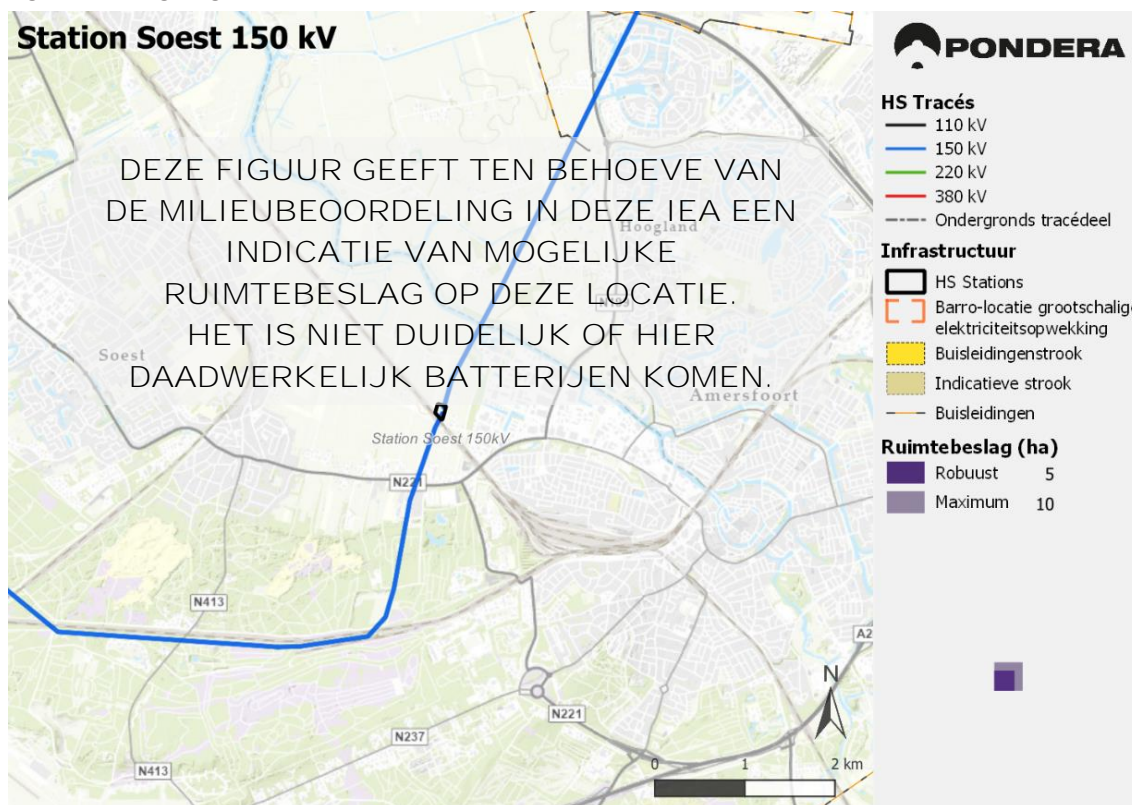 Station Soest 150 kV
DEZE FIGUUR GEEFT TEN BEHOEVE VAN
DE MILIEUBEOORDELING IN DEZE IEA EEN
INDICATIE VAN MOGELIJKE
RUIMTEBESLAG OP DEZE LOCATIE.
HET IS NIET DUIDELIJK OF HIER
DAADWERKELIJK BATTERIJEN KOMEN.
Hoogland
N199
Soest
Amersfoort
Station Soest 150kV
N221
N413
A2
N221
N237
N413
N
0 1 2 km
PONDERA
HS Tracés
110 kV
150 kV
220 kV
380 kV
Ondergronds tracédeel
Infrastructuur
HS Stations
Barro-locatie grootschalige
elektriciteitsopwekking
Buisleidingenstrook
Indicatieve strook
Buisleidingen
Ruimtebeslag (ha)
Robuust 5
Maximum 10